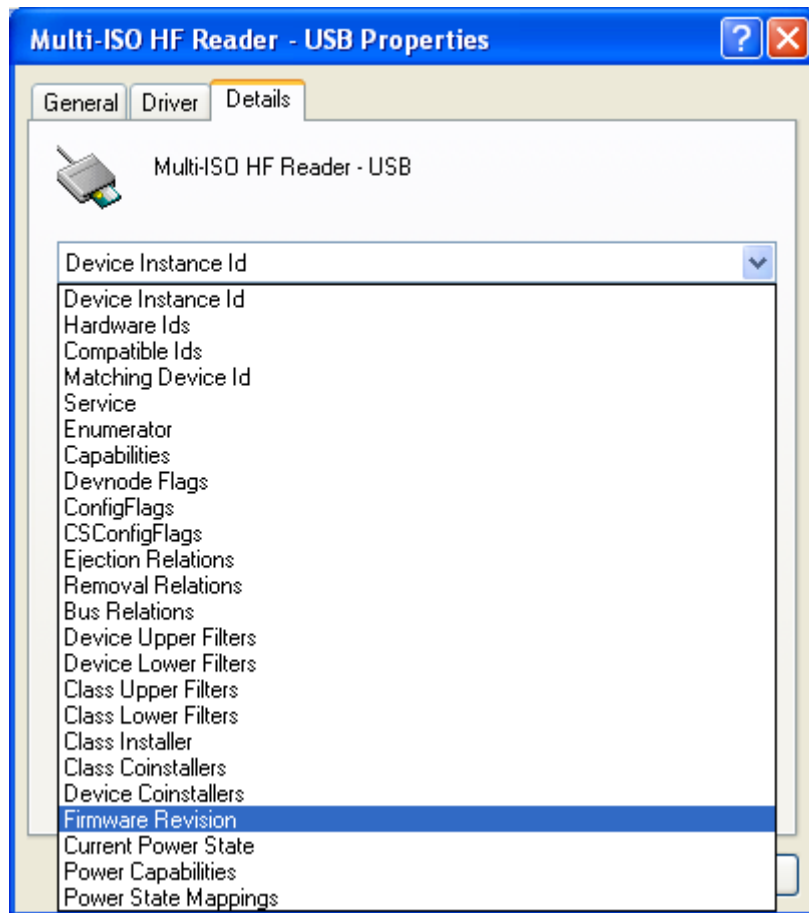 Multi-ISO HF Reader - USB Properties
General Driver Details
Multi-ISO HF Reader - USB
Device Instance Id
Device Instance Id
Hardware Ids
Compatible Ids
Matching Device Id
Service
Enumerator
Capabilities
Devnode Flags
ConfigFlags
CSConfigFlags
Ejection Relations
Removal Relations
Bus Relations
Device Upper Filters
Device Lower Filters
Class Upper Filters
Class Lower Filters
Class Installer
Class Coinstallers
Device Coinstallers
Firmware Revision
Current Power State
Power Capabilities
Power State Mappings